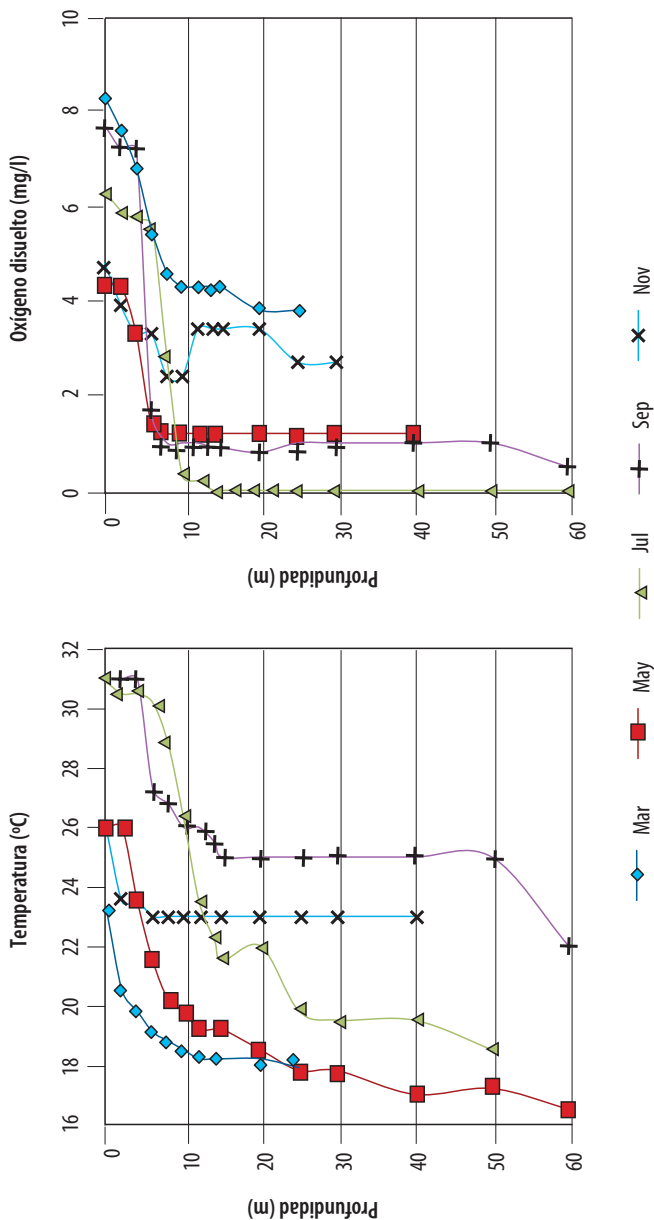 Temperatura (ºC)
16 18 20 22 23 26 28 30 32
0
10
20
30
40
50
60
Profundidad (m)
Oxígeno disuelto (mg/l)
0 2 4 6 8 10
0
10
20
30
40
50
60
Profundidad (m)
Mar May Jul Sep Nov